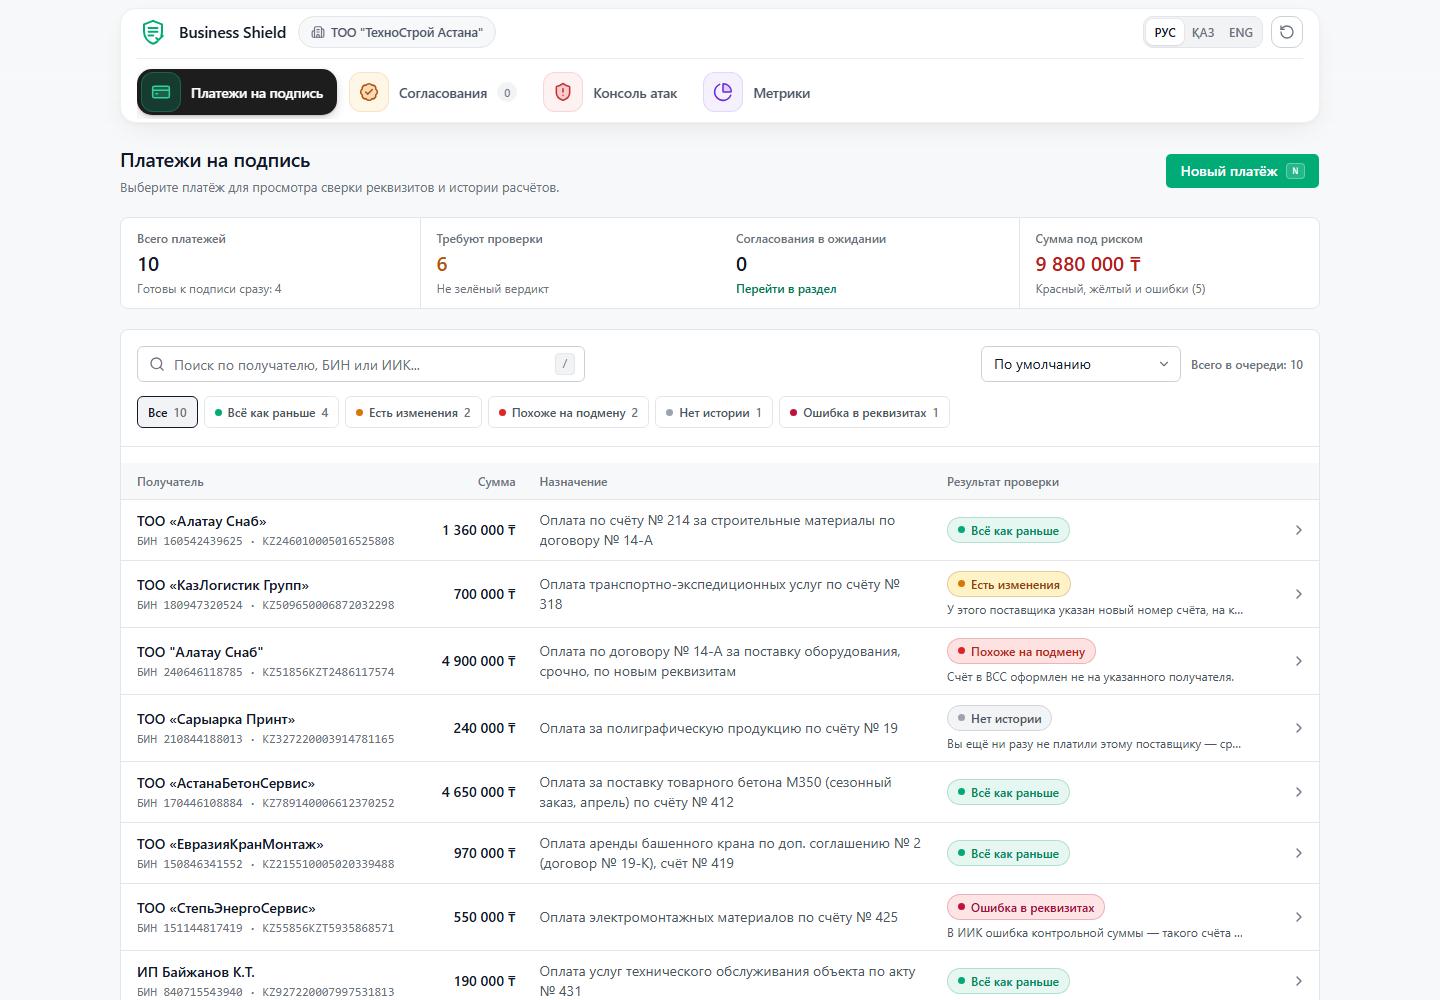 Business Shield
ТОО "ТехноСтрой Астана"
РУС ҚАЗ ENG
Платежи на подпись
Согласования 0
Консоль атак
Метрики
Платежи на подпись
Выберите платёж для просмотра сверки реквизитов и истории расчётов.
Новый платёж N
Всего платежей
10
Готовы к подписи сразу: 4
Требуют проверки
6
Не зелёный вердикт
Согласования в ожидании
0
Перейти в раздел
Сумма под риском
9 880 000 ₸
Красный, жёлтый и ошибки (5)
Поиск по получателю, БИН или ИИК... /
По умолчанию
Всего в очереди: 10
Все 10
Всё как раньше 4
Есть изменения 2
Похоже на подмену 2
Нет истории 1
Ошибка в реквизитах 1
Получатель Сумма Назначение Результат проверки
ТОО «Алатау Снаб»
БИН 160542439625 · KZ246010005016525808
1 360 000 ₸
Оплата по счёту № 214 за строительные материалы по
договору № 14-А
Всё как раньше
ТОО «КазЛогистик Групп»
БИН 180947320524 · KZ509650006872032298
700 000 ₸
Оплата транспортно-экспедиционных услуг по счёту №
318
Есть изменения
У этого поставщика указан новый номер счёта, на к...
ТОО "Алатау Снаб"
БИН 240646118785 · KZ51856KZT2486117574
4 900 000 ₸
Оплата по договору № 14-А за поставку оборудования,
срочно, по новым реквизитам
Похоже на подмену
Счёт в BCC оформлен не на указанного получателя.
ТОО «Сарыарка Принт»
БИН 210844188013 · KZ327220003914781165
240 000 ₸
Оплата за полиграфическую продукцию по счёту № 19
Нет истории
Вы ещё ни разу не платили этому поставщику — ср...
ТОО «АстанаБетонСервис»
БИН 170446108884 · KZ789140006612370252
4 650 000 ₸
Оплата за поставку товарного бетона М350 (сезонный
заказ, апрель) по счёту № 412
Всё как раньше
ТОО «ЕвразияКранМонтаж»
БИН 150846341552 · KZ215510005020339488
970 000 ₸
Оплата аренды башенного крана по доп. соглашению № 2
(договор № 19-К), счёт № 419
Всё как раньше
ТОО «СтепьЭнергоСервис»
БИН 151144817419 · KZ55856KZT5935868571
550 000 ₸
Оплата электромонтажных материалов по счёту № 425
Ошибка в реквизитах
В ИИК ошибка контрольной суммы — такого счёта ...
ИП Байжанов К.Т.
БИН 840715543940 · KZ927220007997531813
190 000 ₸
Оплата услуг технического обслуживания объекта по акту
№ 431
Всё как раньше